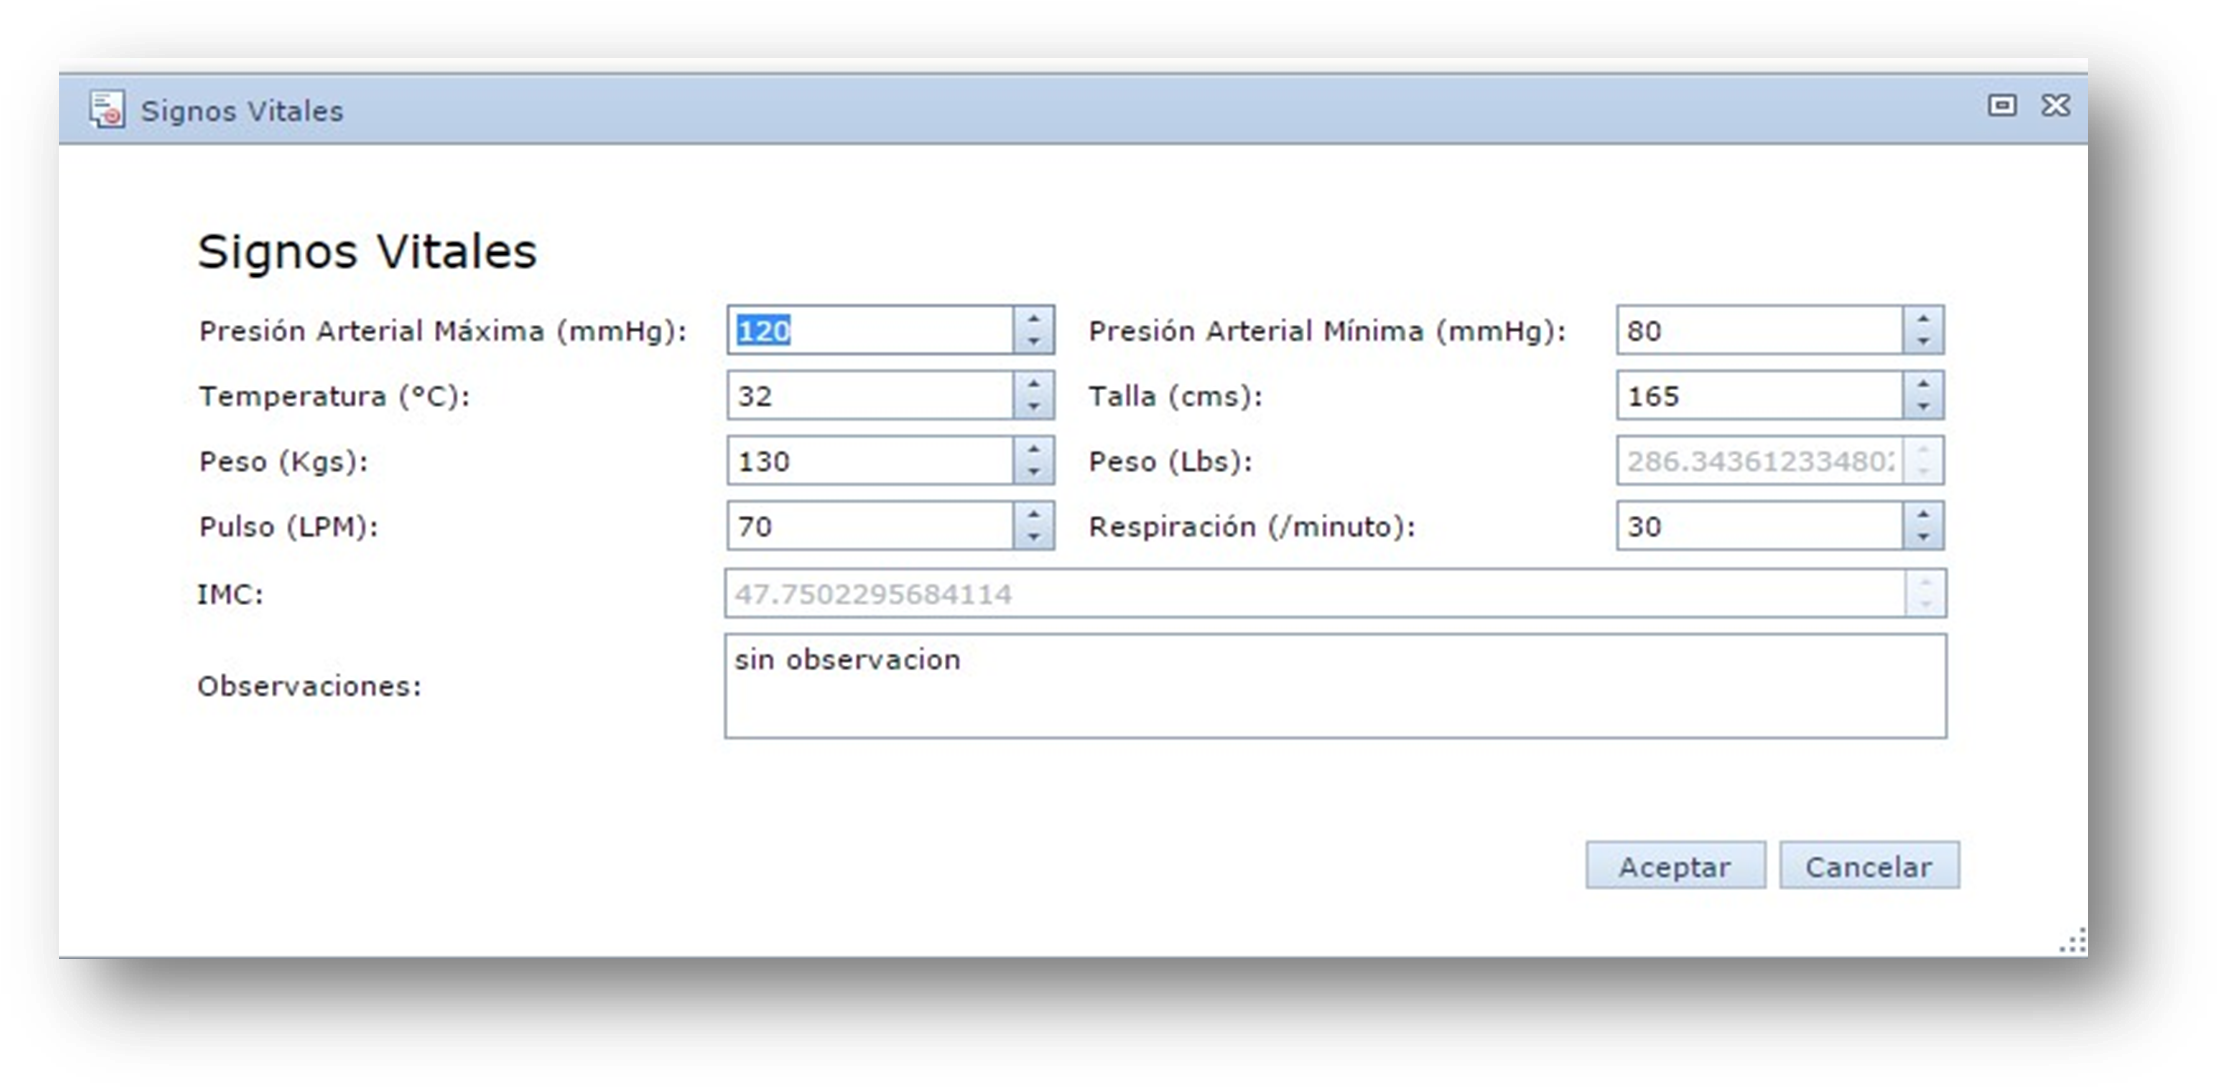 Signos Vitales
Signos Vitales
Presión Arterial Máxima (mmHg): 120 Presión Arterial Mínima (mmHg): 80
Temperatura (°C): 32 Talla (cms): 165
Peso (Kgs): 130 Peso (Lbs): 286.343612334802
Pulso (LPM): 70 Respiración (/minuto): 30
IMC: 47.7502295684114
Observaciones: sin observacion
Aceptar Cancelar